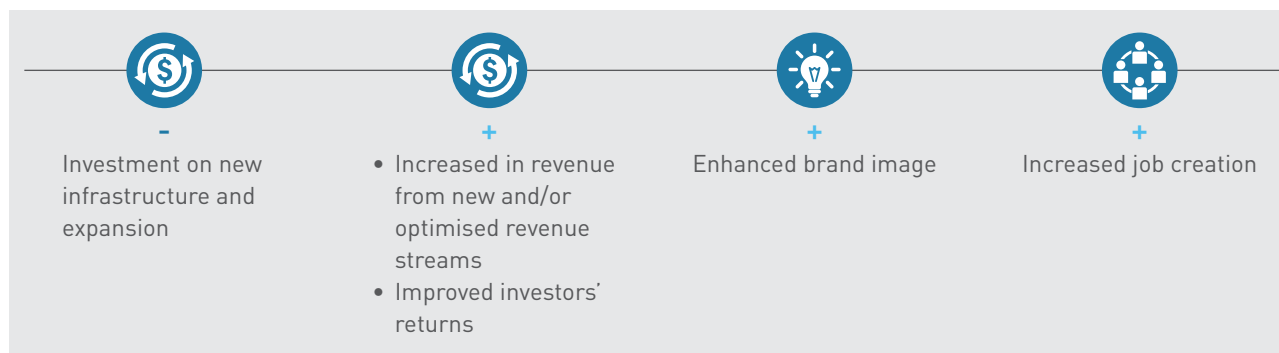 $
-
Investment on new
infrastructure and
expansion
$
+
• Increased in revenue
from new and/or
optimised revenue
streams
• Improved investors’
returns
+
Enhanced brand image
+
Increased job creation